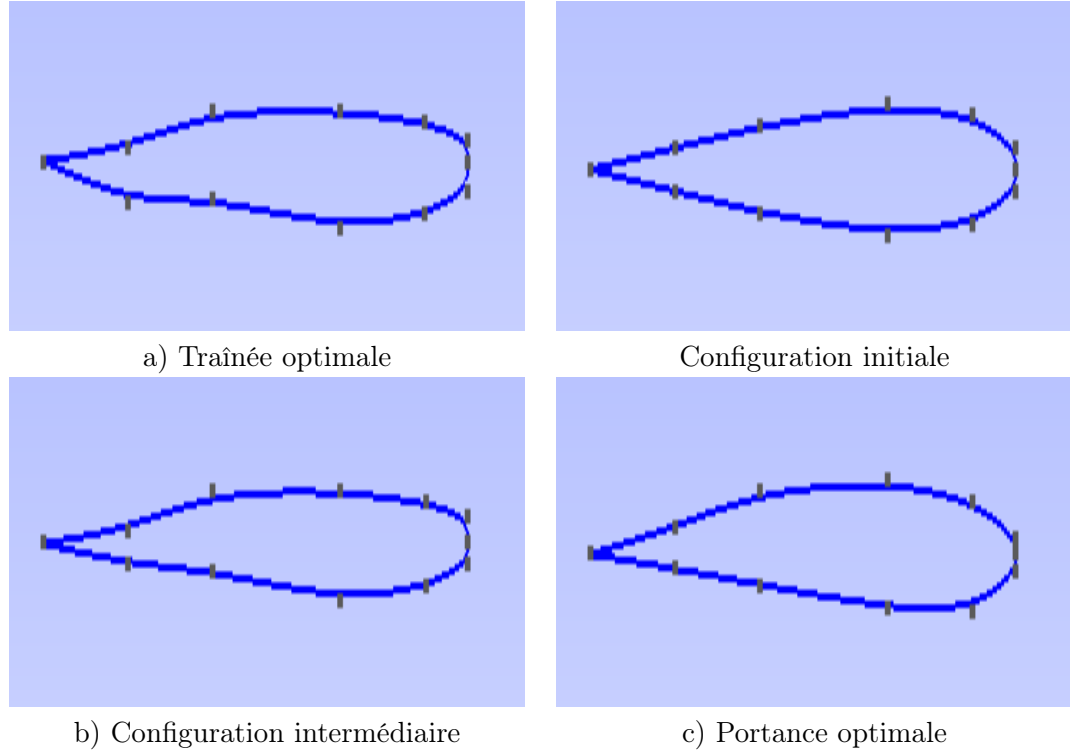 a) Traînée optimale
Configuration initiale
b) Configuration intermédiaire
c) Portance optimale